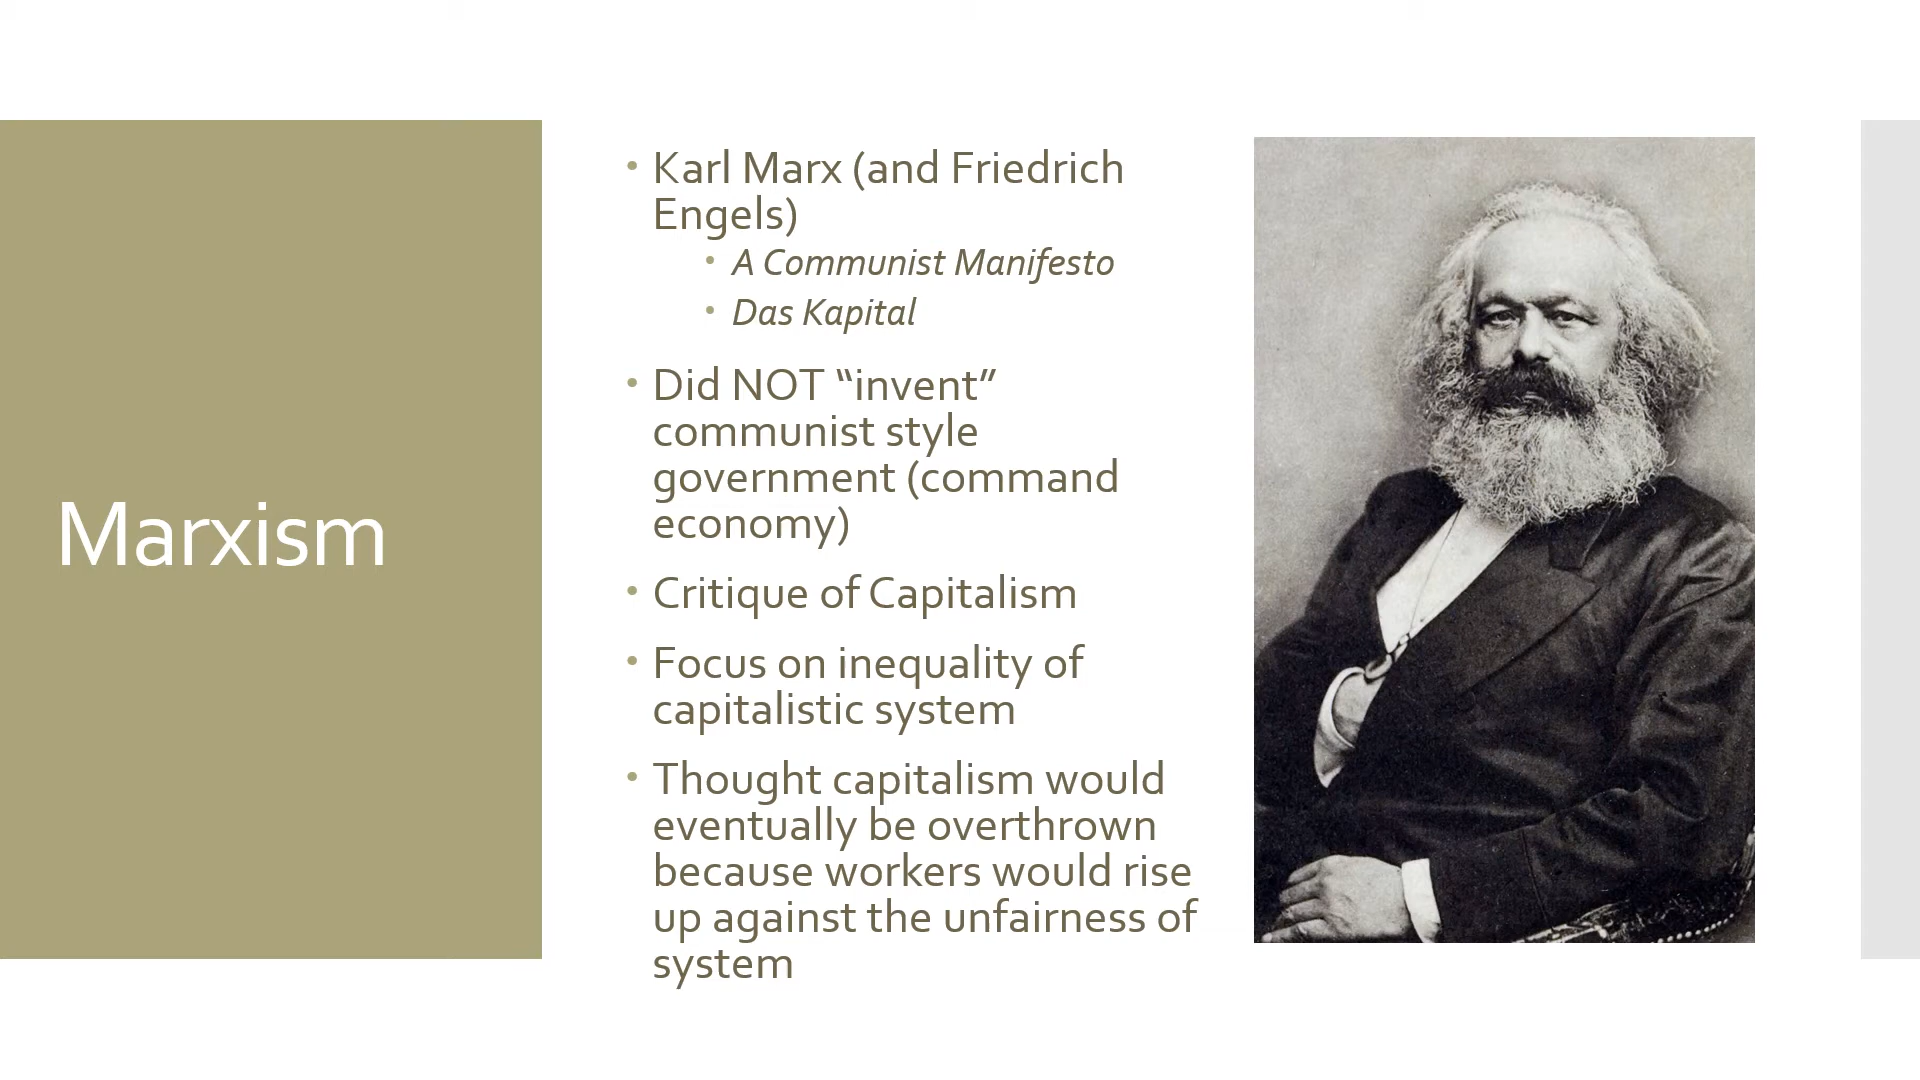 Marxism
• Karl Marx (and Friedrich
Engels)
• A Communist Manifesto
• Das Kapital
• Did NOT “invent”
communist style
government (command
economy)
• Critique of Capitalism
• Focus on inequality of
capitalistic system
• Thought capitalism would
eventually be overthrown
because workers would rise
up against the unfairness of
system